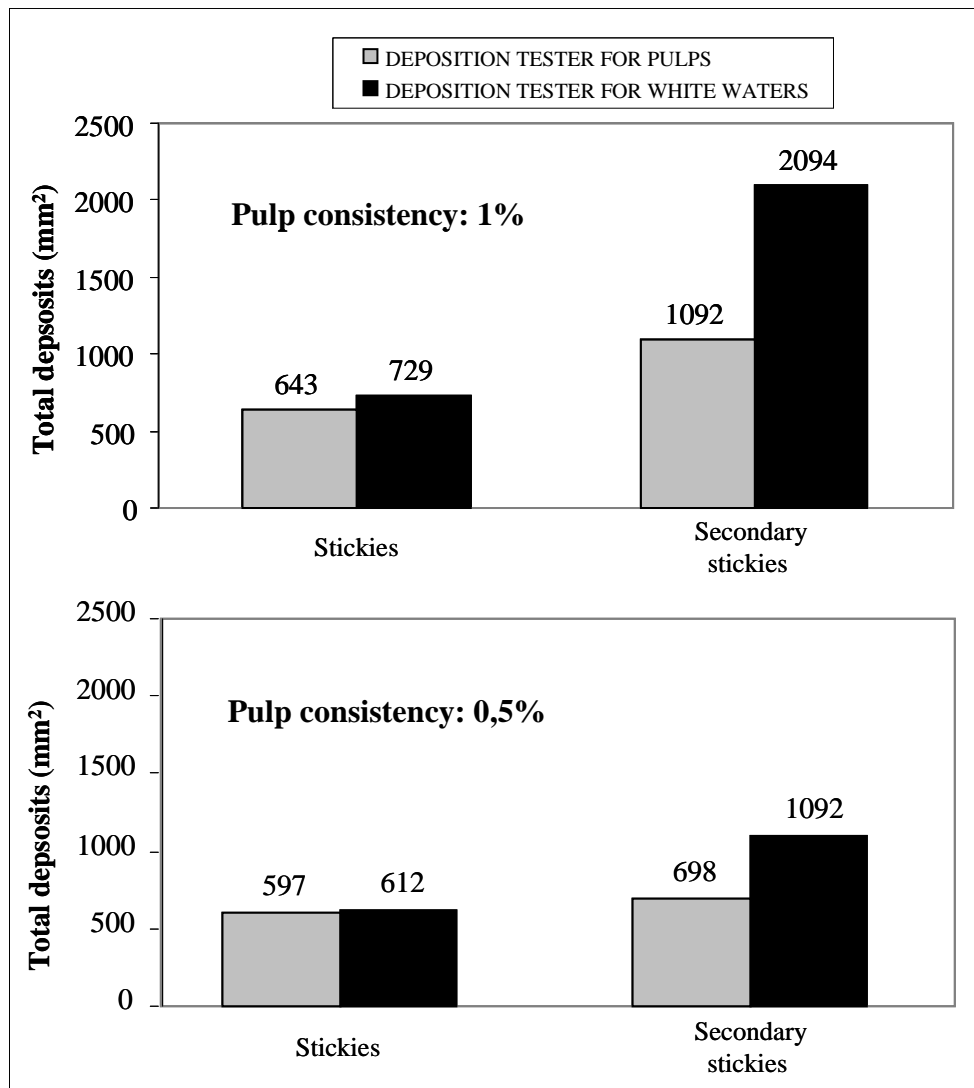 DEPOSITION TESTER FOR PULPS
DEPOSITION TESTER FOR WHITE WATERS
Total depsosits (mm²)
2500
2000
1500
1000
500
0
Pulp consistency: 1%
643
729
1092
2094
Stickies
Secondary
stickies
Total depsosits (mm²)
2500
2000
1500
1000
500
0
Pulp consistency: 0,5%
597
612
698
1092
Stickies
Secondary
stickies